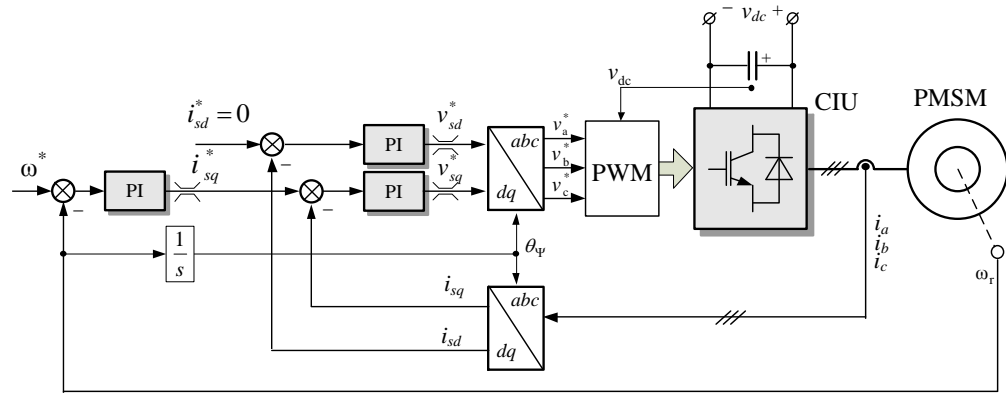 − v_dc +
v_dc
+
CIU
PMSM
i*_sd = 0
v*_sd
ω*
i*_sq
PI
PI
v*_sq
PI
abc
dq
v*_a
v*_b
v*_c
PWM
−
−
−
1/s
θ_Ψ
i_a
i_b
i_c
ω_r
i_sq
i_sd
abc
dq